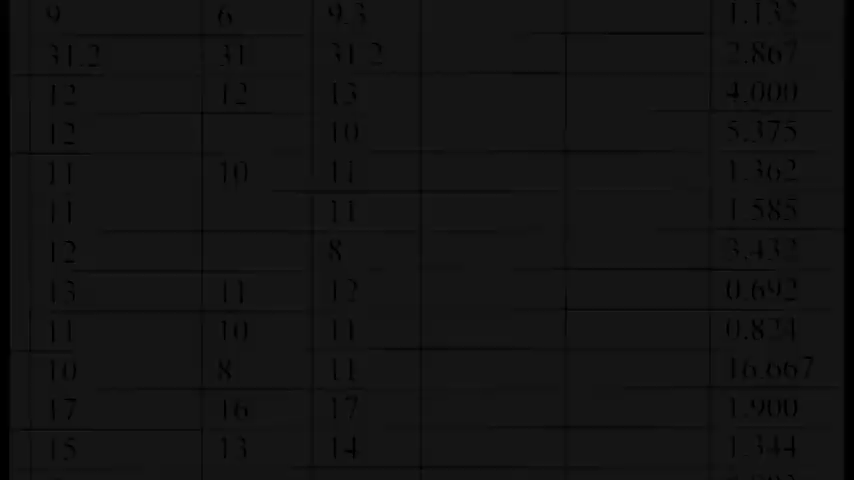 9 6 9.3 1.132
31.2 31 31.2 2.867
12 12 13 4.000
12 10 5.375
11 10 11 1.362
11 11 1.585
12 8 3.432
13 11 12 0.692
11 10 11 0.824
10 8 11 16.667
17 16 17 1.900
15 13 14 1.344